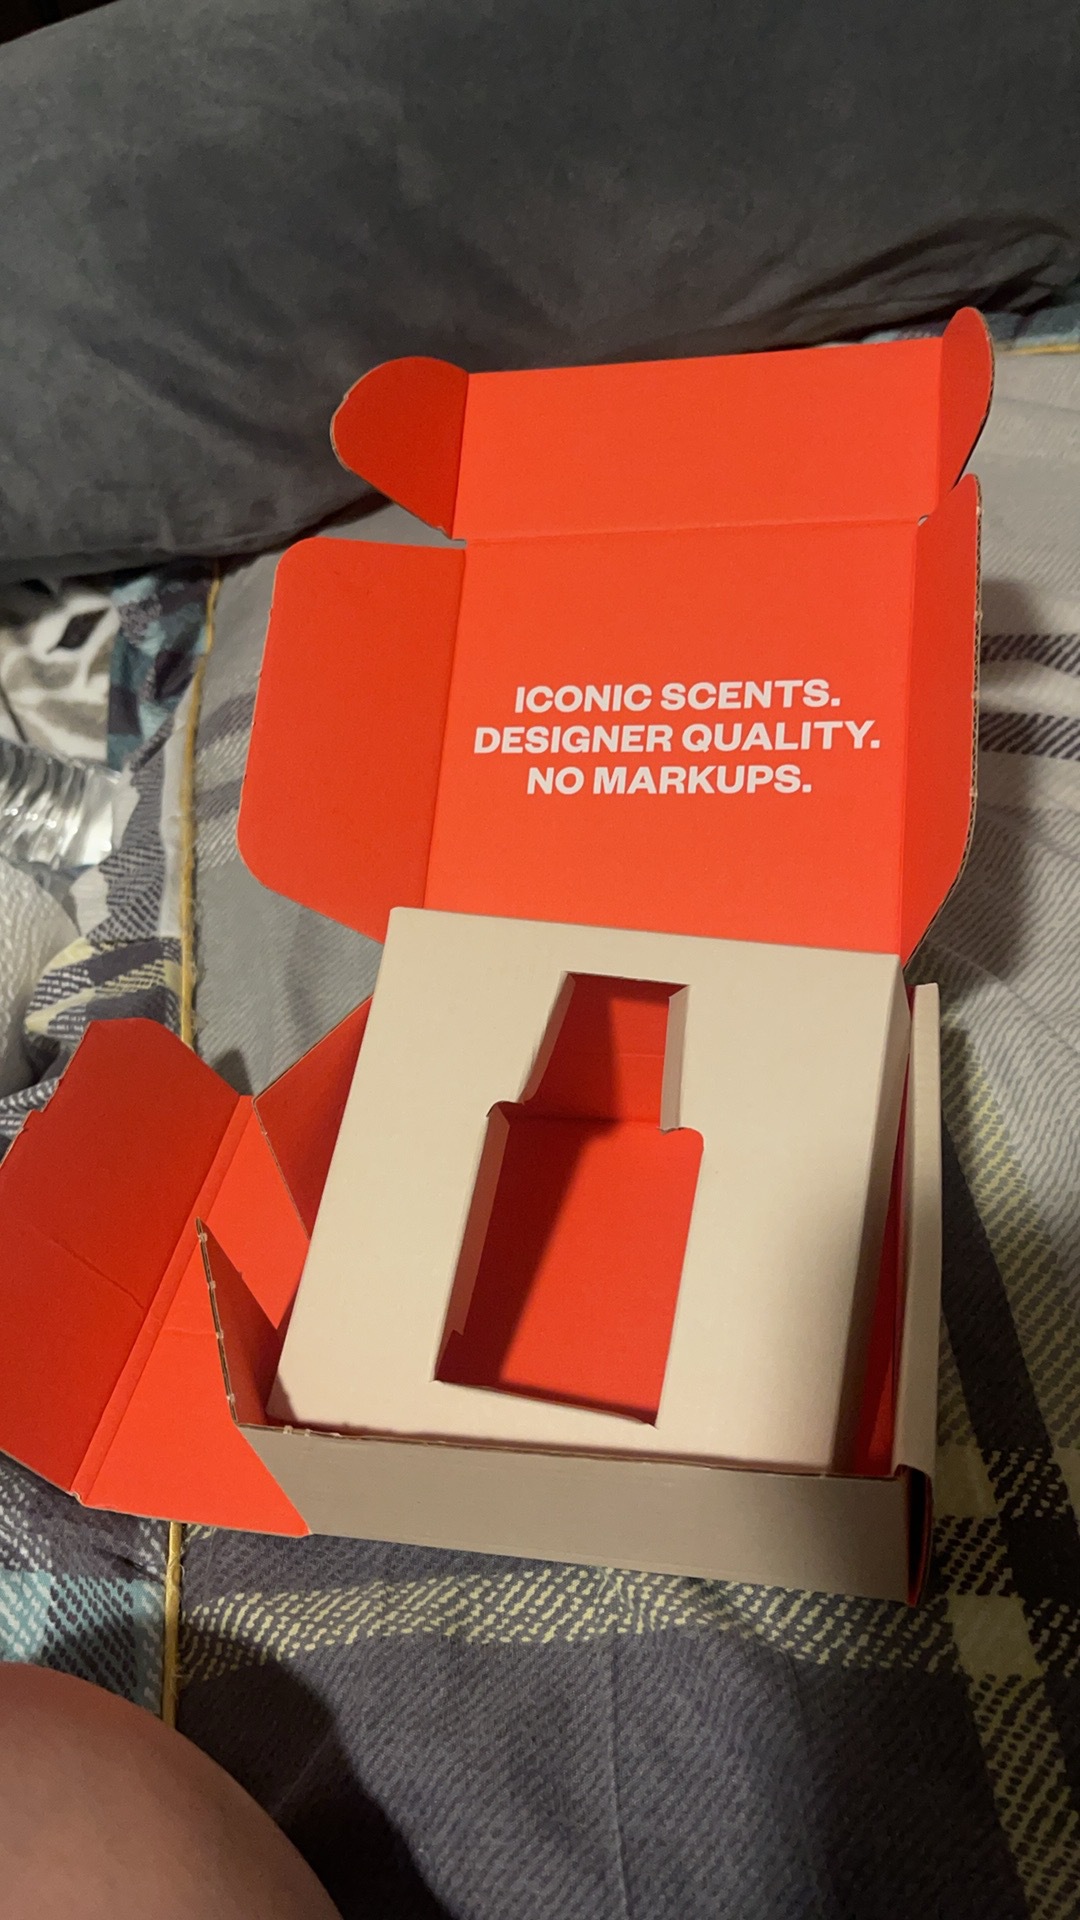 ICONIC SCENTS.
DESIGNER QUALITY.
NO MARKUPS.